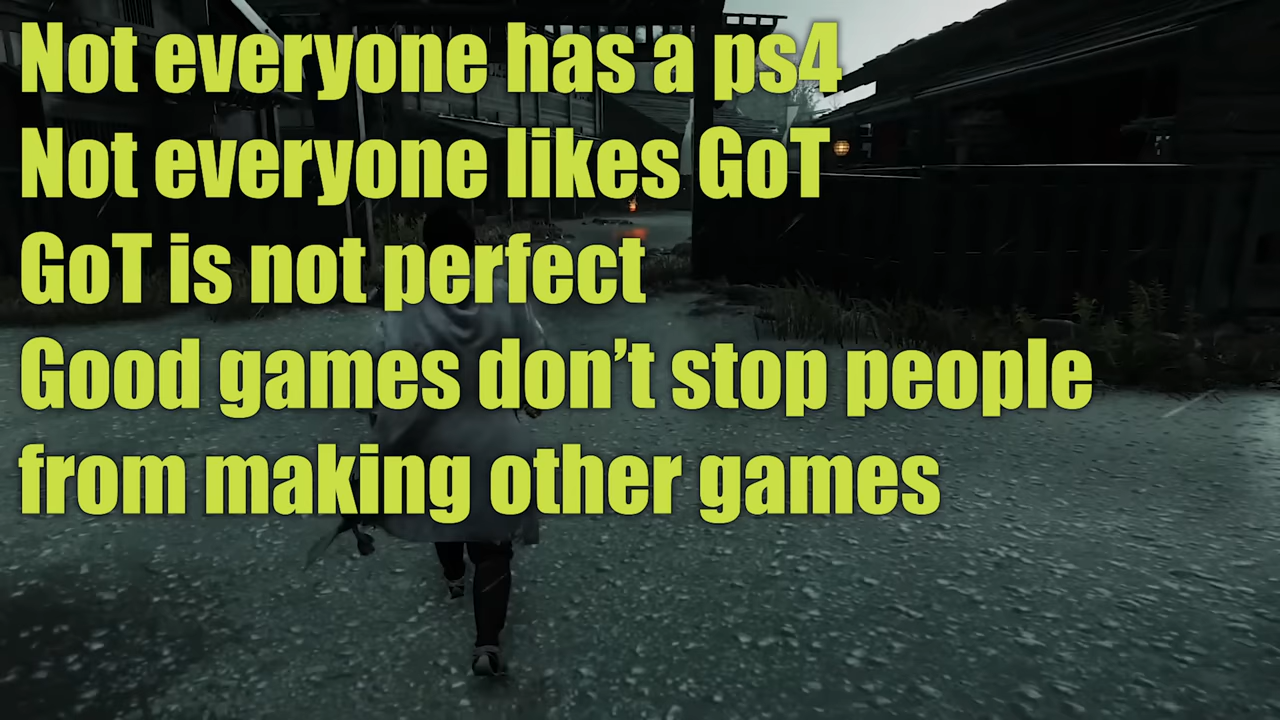 Not everyone has a ps4
Not everyone likes GoT
GoT is not perfect
Good games don’t stop people
from making other games